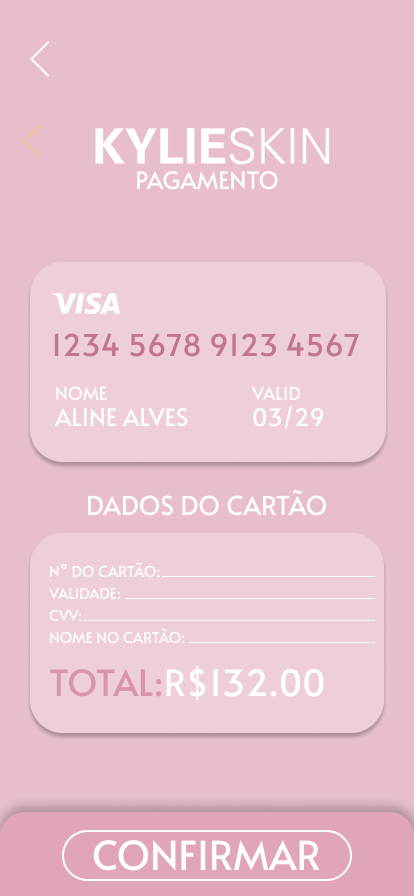 KYLIESKIN
PAGAMENTO
VISA
1234 5678 9123 4567
NOME VALID
ALINE ALVES 03/29
DADOS DO CARTÃO
N° DO CARTÃO:
VALIDADE:
CVV:
NOME NO CARTÃO:
TOTAL:R$132.00
CONFIRMAR